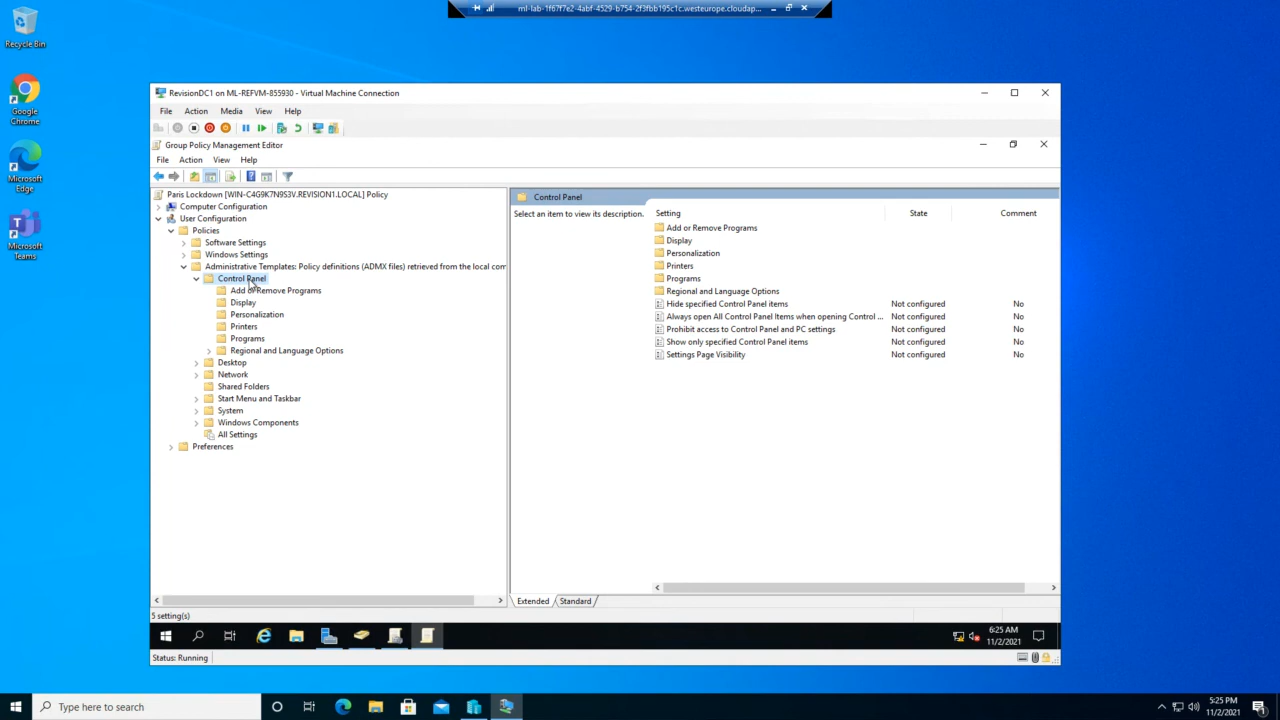 ml-lab-1f67f7e2-4abf-4529-b754-2f3fbb195c1c.westeurope.cloudap...
Recycle Bin
Google Chrome
Microsoft Edge
Microsoft Teams
RevisionDC1 on ML-REFVM-855930 - Virtual Machine Connection
File Action Media View Help
Group Policy Management Editor
File Action View Help
Paris Lockdown [WIN-C4G9K7N9S3V.REVISION1.LOCAL] Policy
Computer Configuration
User Configuration
Policies
Software Settings
Windows Settings
Administrative Templates: Policy definitions (ADMX files) retrieved from the local com
Control Panel
Add or Remove Programs
Display
Personalization
Printers
Programs
Regional and Language Options
Desktop
Network
Shared Folders
Start Menu and Taskbar
System
Windows Components
All Settings
Preferences
Control Panel
Select an item to view its description.
Setting State Comment
Add or Remove Programs
Display
Personalization
Printers
Programs
Regional and Language Options
Hide specified Control Panel items Not configured No
Always open All Control Panel Items when opening Control ... Not configured No
Prohibit access to Control Panel and PC settings Not configured No
Show only specified Control Panel items Not configured No
Settings Page Visibility Not configured No
Extended Standard
5 setting(s)
6:25 AM
11/2/2021
Status: Running
Type here to search
5:25 PM
11/2/2021
1